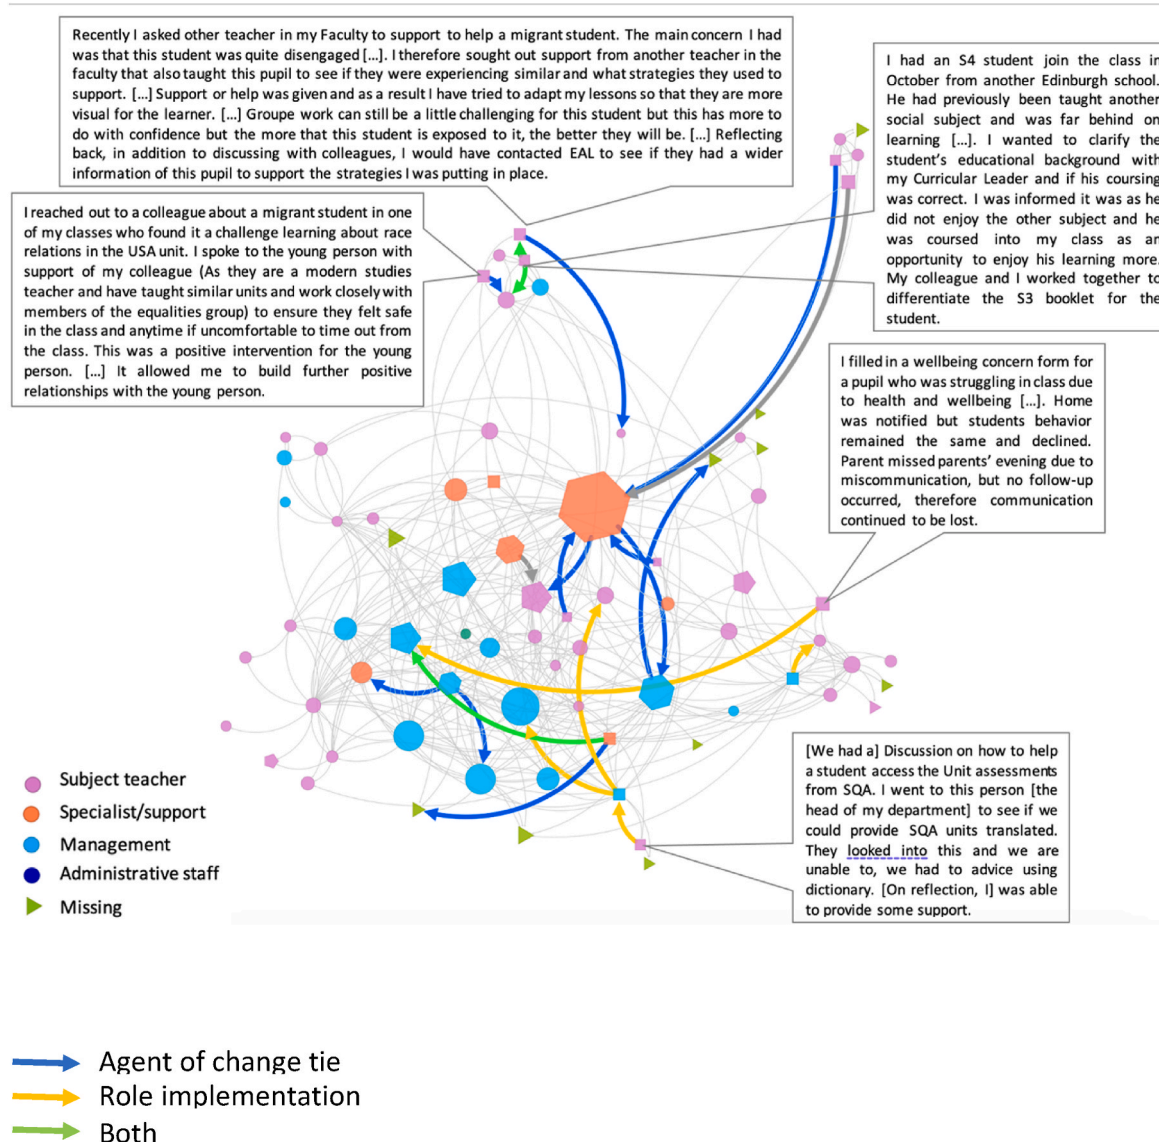 Recently I asked other teacher in my Faculty to support to help a migrant student. The main concern I had
was that this student was quite disengaged […]. I therefore sought out support from another teacher in the
faculty that also taught this pupil to see if they were experiencing similar and what strategies they used to
support. […] Support or help was given and as a result I have tried to adapt my lessons so that they are more
visual for the learner. […] Groupe work can still be a little challenging for this student but this has more to
do with confidence but the more that this student is exposed to it, the better they will be. […] Reflecting
back, in addition to discussing with colleagues, I would have contacted EAL to see if they had a wider
information of this pupil to support the strategies I was putting in place.
I had an S4 student join the class in
October from another Edinburgh school.
He had previously been taught another
social subject and was far behind on
learning […]. I wanted to clarify the
student's educational background with
my Curricular Leader and if his coursing
was correct. I was informed it was as he
did not enjoy the other subject and he
was coursed into my class as an
opportunity to enjoy his learning more.
My colleague and I worked together to
differentiate the S3 booklet for the
student.
I reached out to a colleague about a migrant student in one
of my classes who found it a challenge learning about race
relations in the USA unit. I spoke to the young person with
support of my colleague (As they are a modern studies
teacher and have taught similar units and work closely with
members of the equalities group) to ensure they felt safe
in the class and anytime if uncomfortable to time out from
the class. This was a positive intervention for the young
person. […] It allowed me to build further positive
relationships with the young person.
I filled in a wellbeing concern form for
a pupil who was struggling in class due
to health and wellbeing […]. Home
was notified but students behavior
remained the same and declined.
Parent missed parents' evening due to
miscommunication, but no follow-up
occurred, therefore communication
continued to be lost.
[We had a] Discussion on how to help
a student access the Unit assessments
from SQA. I went to this person [the
head of my department] to see if we
could provide SQA units translated.
They looked into this and we are
unable to, we had to advice using
dictionary. [On reflection, I] was able
to provide some support.
Subject teacher
Specialist/support
Management
Administrative staff
Missing
Agent of change tie
Role implementation
Both